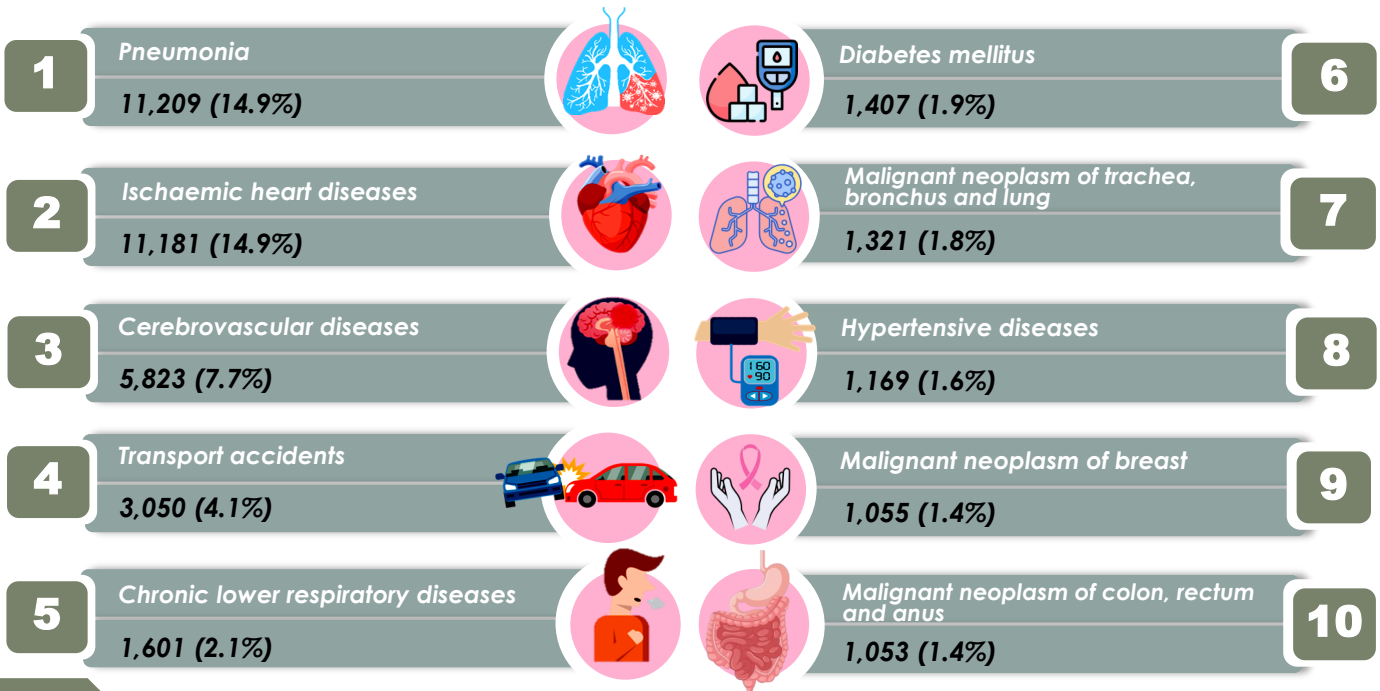 1
Pneumonia
11,209 (14.9%)
2
Ischaemic heart diseases
11,181 (14.9%)
3
Cerebrovascular diseases
5,823 (7.7%)
4
Transport accidents
3,050 (4.1%)
5
Chronic lower respiratory diseases
1,601 (2.1%)
6
Diabetes mellitus
1,407 (1.9%)
7
Malignant neoplasm of trachea,
bronchus and lung
1,321 (1.8%)
8
Hypertensive diseases
160
90
1,169 (1.6%)
9
Malignant neoplasm of breast
1,055 (1.4%)
10
Malignant neoplasm of colon, rectum
and anus
1,053 (1.4%)